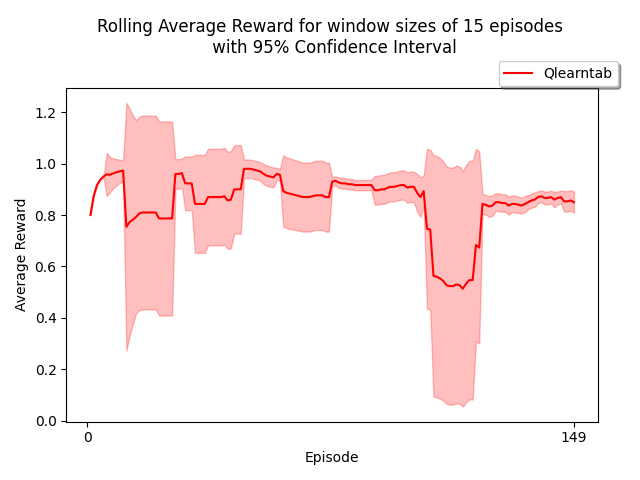 Rolling Average Reward for window sizes of 15 episodes
with 95% Confidence Interval
Qlearntab
1.2
1.0
0.8
0.6
0.4
0.2
0.0
Average Reward
0
149
Episode